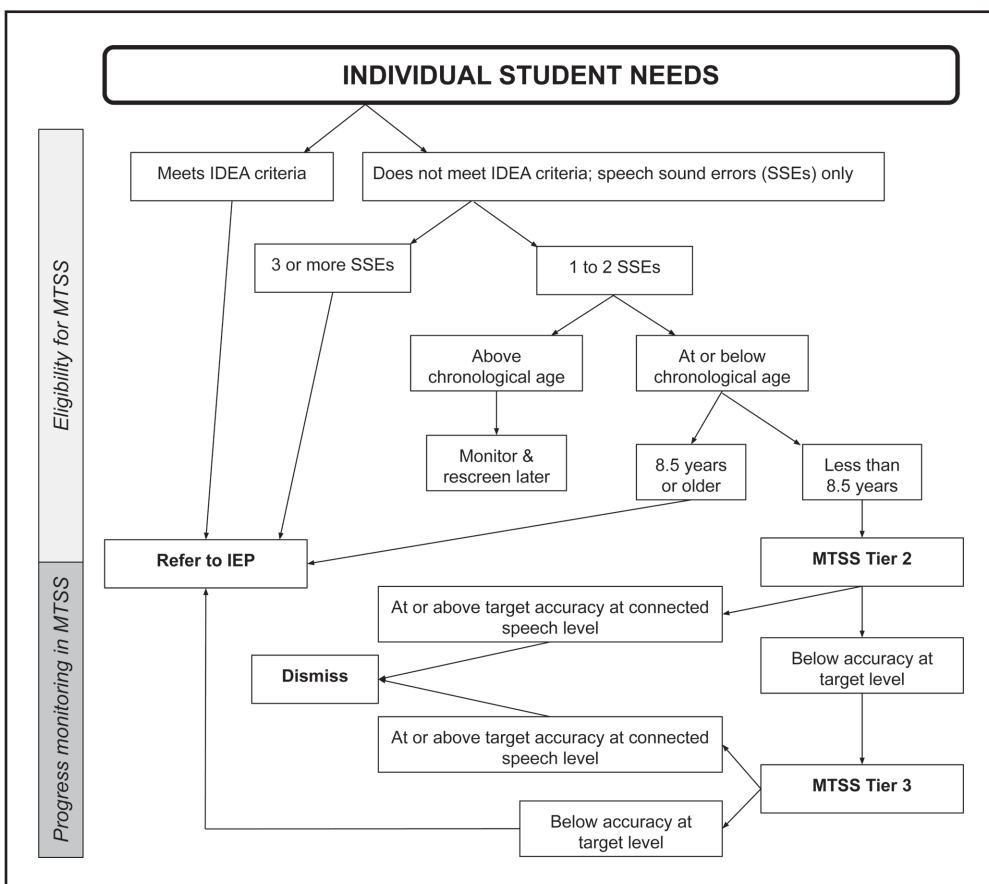 INDIVIDUAL STUDENT NEEDS
Eligibility for MTSS
Meets IDEA criteria
Does not meet IDEA criteria; speech sound errors (SSEs) only
3 or more SSEs
1 to 2 SSEs
Above
chronological age
At or below
chronological age
Monitor &
rescreen later
8.5 years
or older
Less than
8.5 years
Refer to IEP
MTSS Tier 2
Progress monitoring in MTSS
At or above target accuracy at connected
speech level
Below accuracy at
target level
Dismiss
At or above target accuracy at connected
speech level
MTSS Tier 3
Below accuracy at
target level